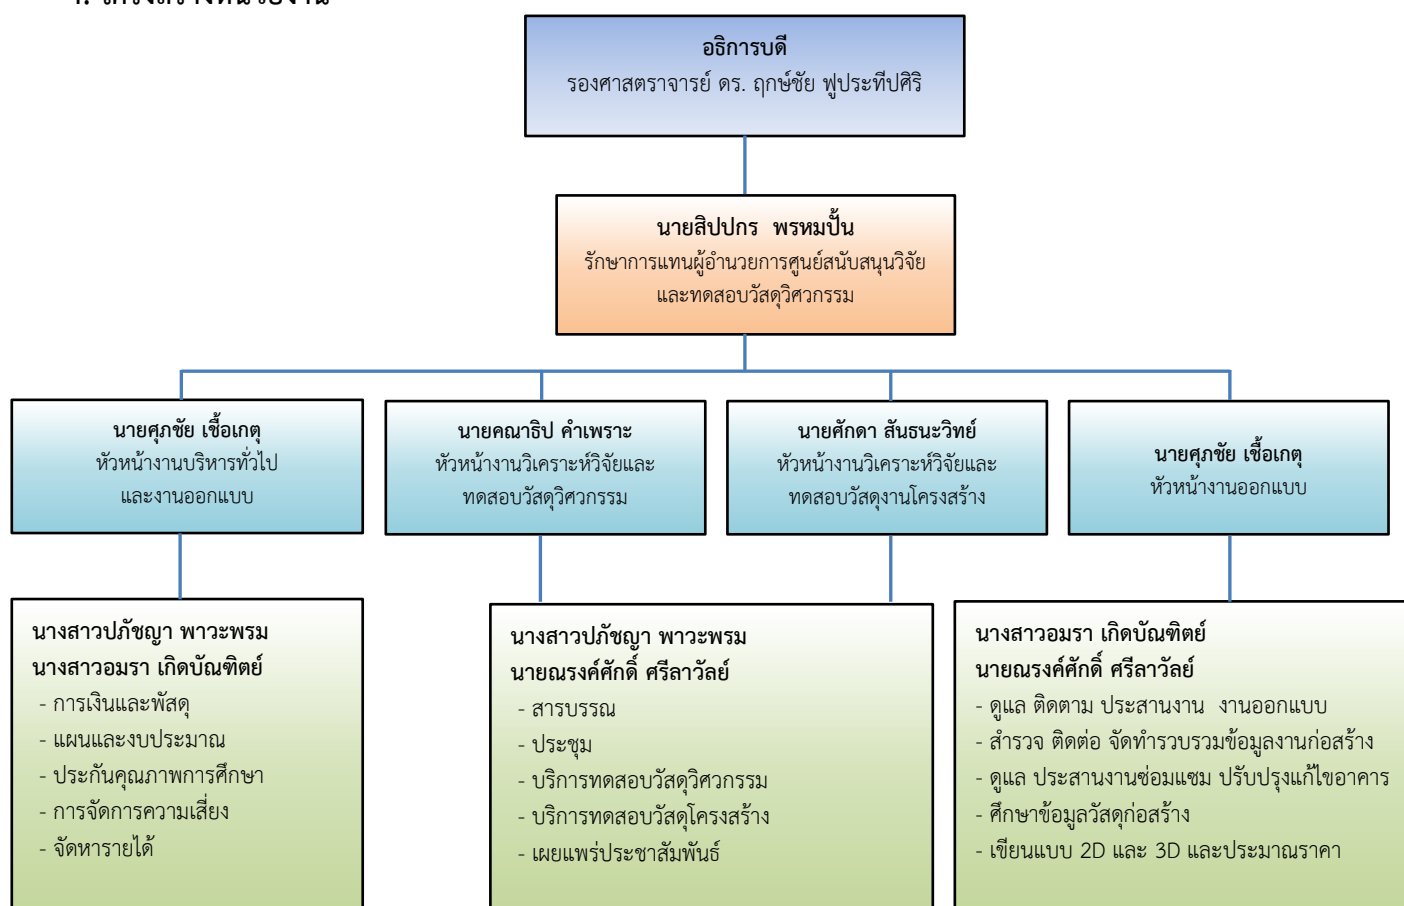 อธิการบดี
รองศาสตราจารย์ ดร. ฤกษ์ชัย ฟูประทีปศิริ
นายสิปปกร  พรหมปั้น
รักษาการแทนผู้อำนวยการศูนย์สนับสนุนวิจัย
และทดสอบวัสดุวิศวกรรม
นายศุภชัย เชื้อเกตุ
หัวหน้างานบริหารทั่วไป
และงานออกแบบ
นายคณาธิป คำเพราะ
หัวหน้างานวิเคราะห์วิจัยและ
ทดสอบวัสดุวิศวกรรม
นายศักดา สันธนะวิทย์
หัวหน้างานวิเคราะห์วิจัยและ
ทดสอบวัสดุงานโครงสร้าง
นายศุภชัย เชื้อเกตุ
หัวหน้างานออกแบบ
นางสาวปภัชญา พาวะพรม
นางสาวอมรา เกิดบัณฑิตย์
- การเงินและพัสดุ
- แผนและงบประมาณ
- ประกันคุณภาพการศึกษา
- การจัดการความเสี่ยง
- จัดหารายได้
นางสาวปภัชญา พาวะพรม
นายณรงค์ศักดิ์ ศรีลาวัลย์
- สารบรรณ
- ประชุม
- บริการทดสอบวัสดุวิศวกรรม
- บริการทดสอบวัสดุโครงสร้าง
- เผยแพร่ประชาสัมพันธ์
นางสาวอมรา เกิดบัณฑิตย์
นายณรงค์ศักดิ์ ศรีลาวัลย์
- ดูแล ติดตาม ประสานงาน  งานออกแบบ
- สำรวจ ติดต่อ จัดทำรวบรวมข้อมูลงานก่อสร้าง
- ดูแล ประสานงานซ่อมแซม ปรับปรุงแก้ไขอาคาร
- ศึกษาข้อมูลวัสดุก่อสร้าง
- เขียนแบบ 2D และ 3D และประมาณราคา